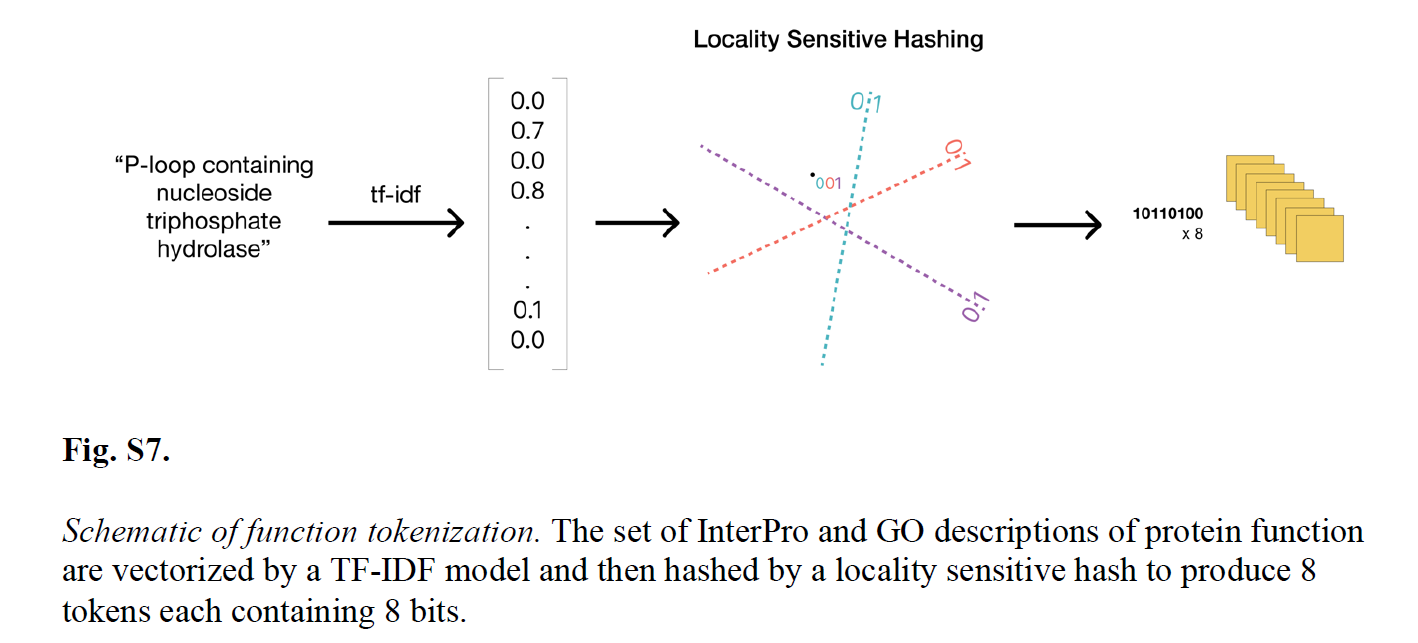 Locality Sensitive Hashing
“P-loop containing
nucleoside
triphosphate
hydrolase”
tf-idf
0.0
0.7
0.0
0.8
.
.
.
0.1
0.0
0 1
0 1
001
0 1
10110100
x 8
Fig. S7.
Schematic of function tokenization. The set of InterPro and GO descriptions of protein function
are vectorized by a TF-IDF model and then hashed by a locality sensitive hash to produce 8
tokens each containing 8 bits.